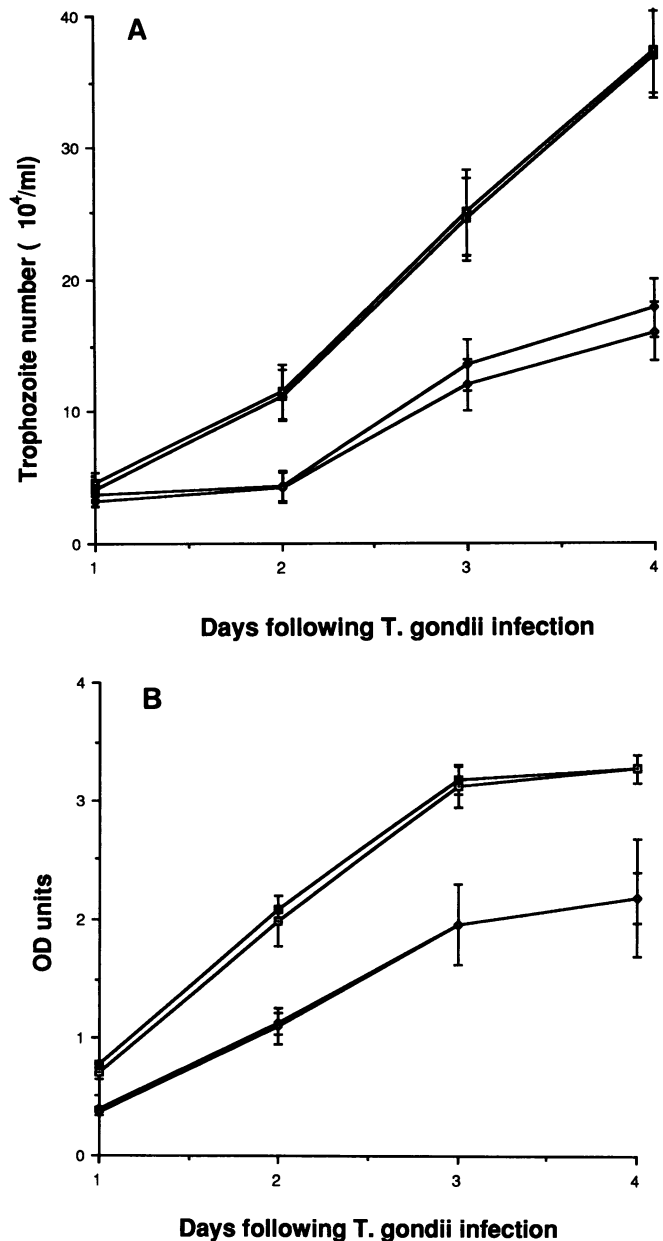 A
40
30
20
10
0
Trophozoite number ( 10⁴/ml)
1 2 3 4
Days following T. gondii infection
B
4
3
2
1
0
OD units
1 2 3 4
Days following T. gondii infection